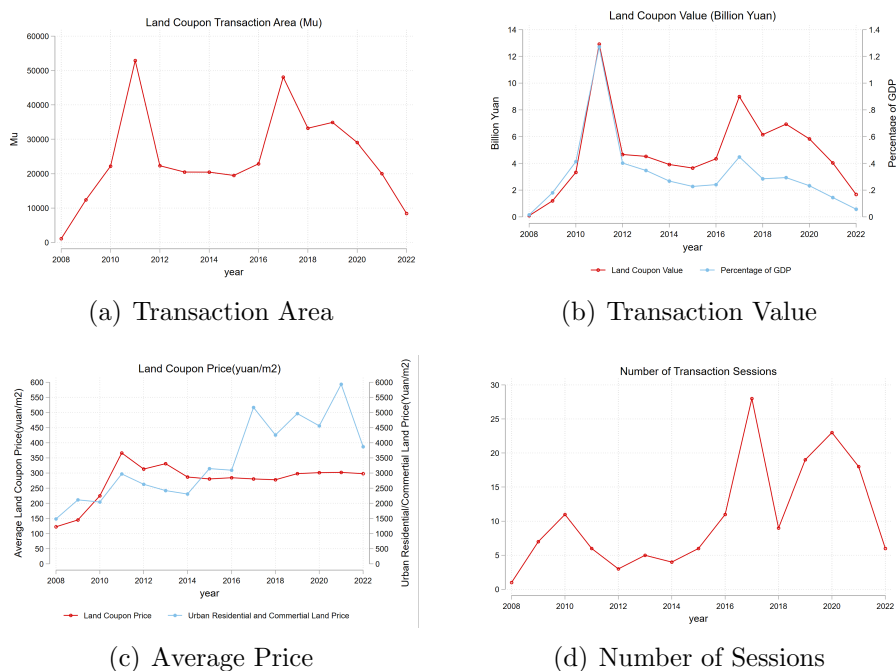 Land Coupon Transaction Area (Mu)
60000
50000
40000
30000
20000
10000
0
Mu
2008 2010 2012 2014 2016 2018 2020 2022
year
(a) Transaction Area
Land Coupon Value (Billion Yuan)
14
12
10
8
6
4
2
0
Billion Yuan
1.4
1.2
1
.8
.6
.4
.2
0
Percentage of GDP
2008 2010 2012 2014 2016 2018 2020 2022
year
Land Coupon Value Percentage of GDP
(b) Transaction Value
Land Coupon Price(yuan/m2)
600
550
500
450
400
350
300
250
200
150
100
50
0
Average Land Coupon Price(yuan/m2)
6000
5500
5000
4500
4000
3500
3000
2500
2000
1500
1000
500
0
Urban Residential/Commertial Land Price(Yuan/m2)
2008 2010 2012 2014 2016 2018 2020 2022
year
Land Coupon Price Urban Residential and Commertial Land Price
(c) Average Price
Number of Transaction Sessions
30
25
20
15
10
5
0
2008 2010 2012 2014 2016 2018 2020 2022
year
(d) Number of Sessions